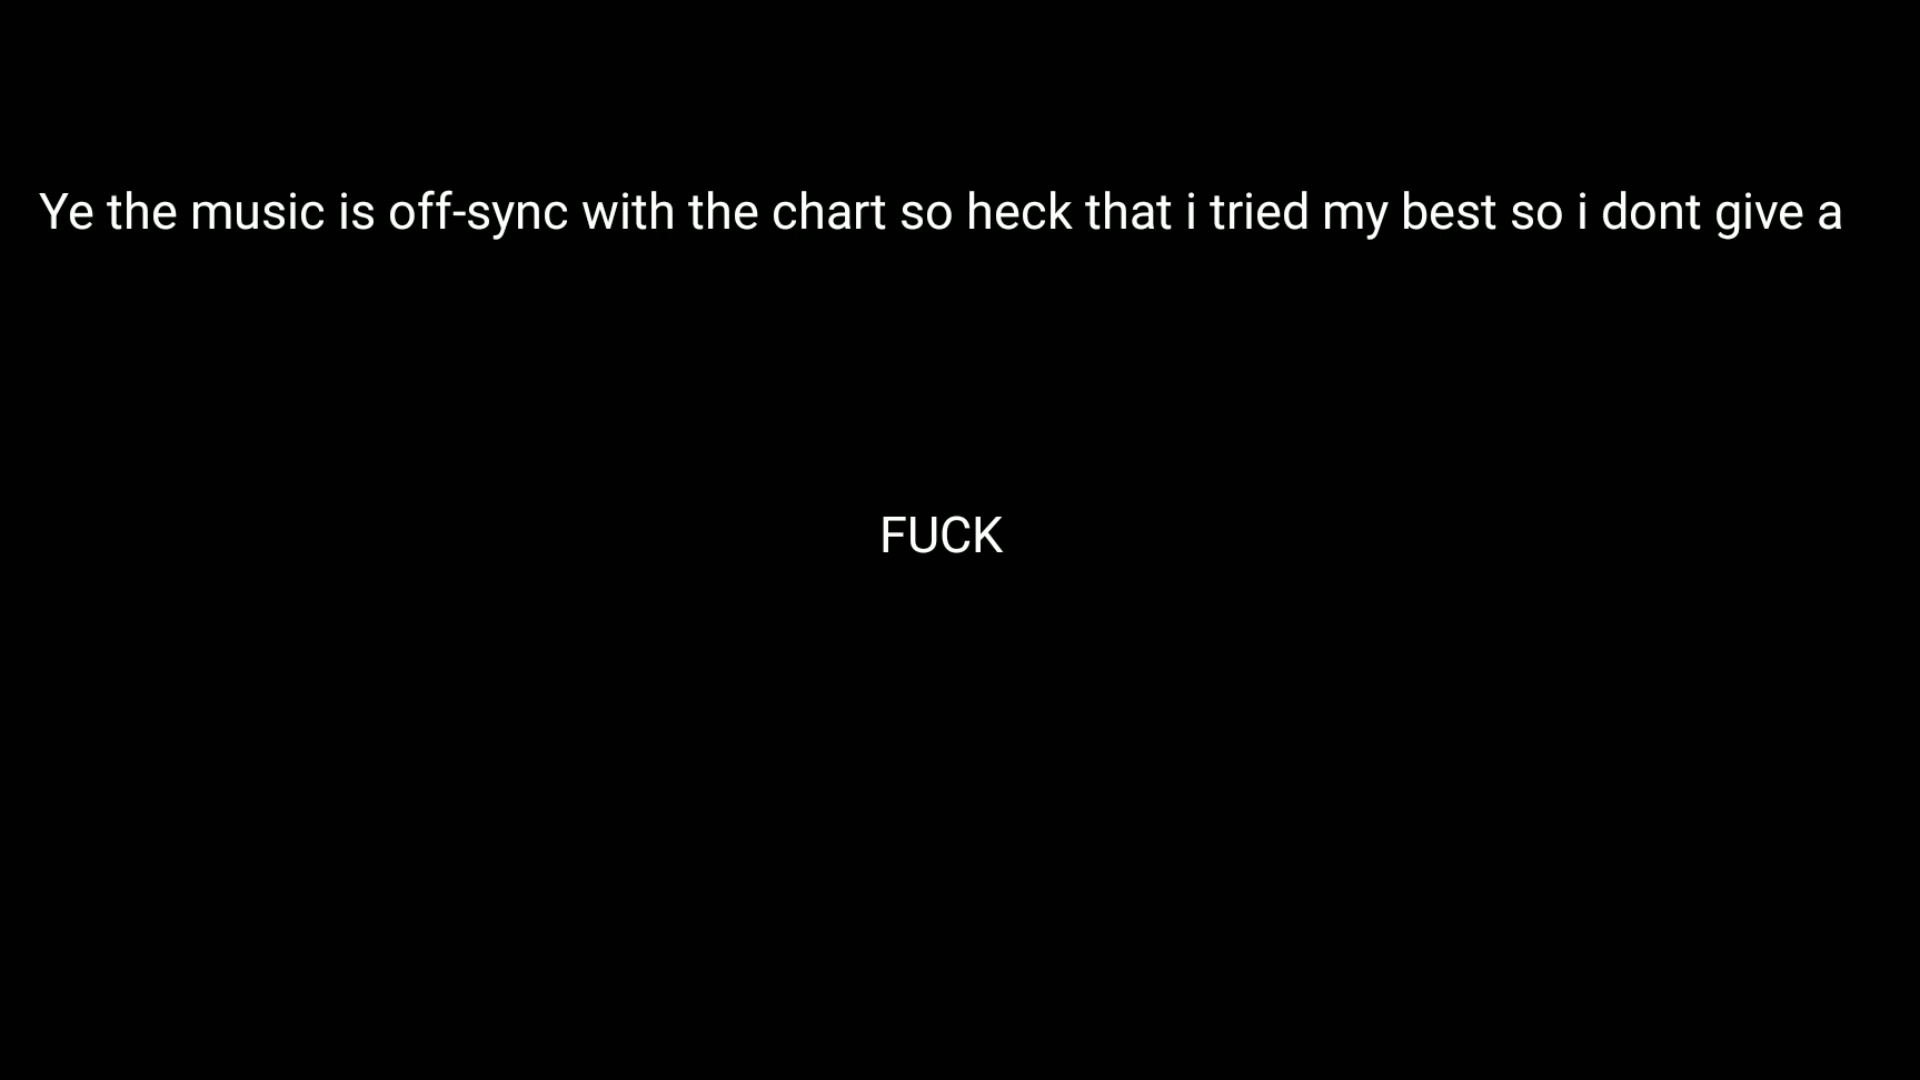 Ye the music is off-sync with the chart so heck that i tried my best so i dont give a
FUCK